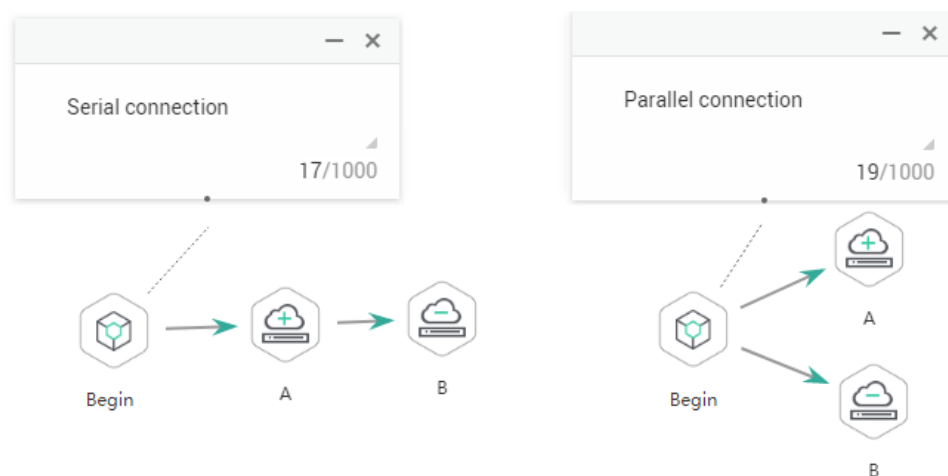 Serial connection
17/1000
Begin
A
B
Parallel connection
19/1000
A
Begin
B